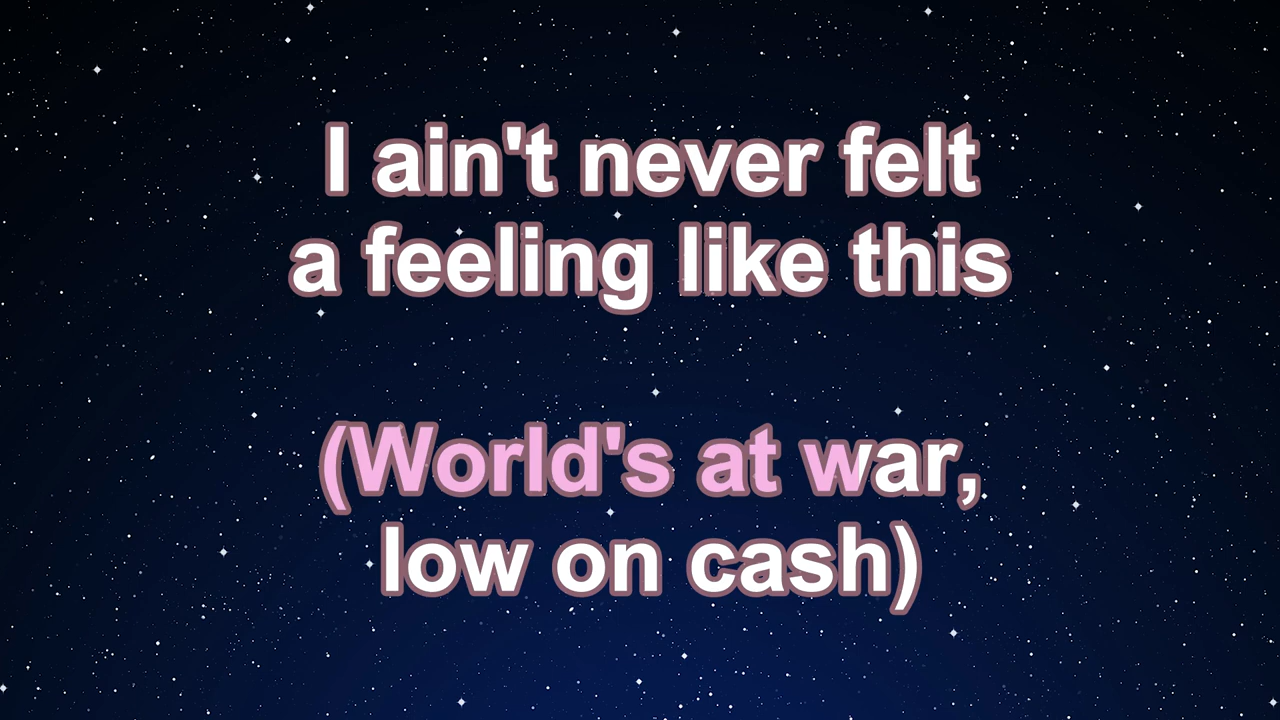 I ain't never felt
a feeling like this
(World's at war,
low on cash)